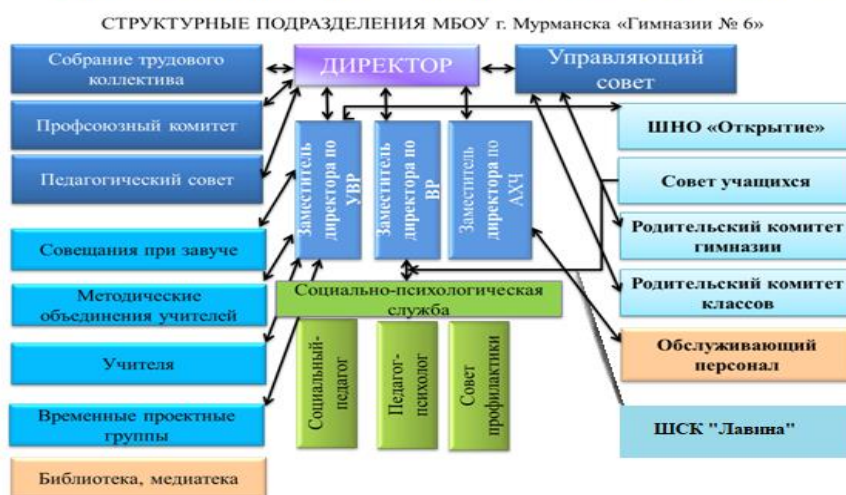 СТРУКТУРНЫЕ ПОДРАЗДЕЛЕНИЯ МБОУ г. Мурманска «Гимназии № 6»
Собрание трудового
коллектива
ДИРЕКТОР
Управляющий
совет
Профсоюзный комитет
Педагогический совет
Совещания при завуче
Методические
объединения учителей
Учителя
Временные проектные
группы
Библиотека, медиатека
Заместитель
директора по
УВР
Заместитель
директора по
ВР
Заместитель
директора по
АХЧ
Социально-психологическая
служба
Социальный-
педагог
Педагог-
психолог
Совет
профилактики
ШНО «Открытие»
Совет учащихся
Родительский комитет
гимназии
Родительский комитет
классов
Обслуживающий
персонал
ШСК "Лавина"